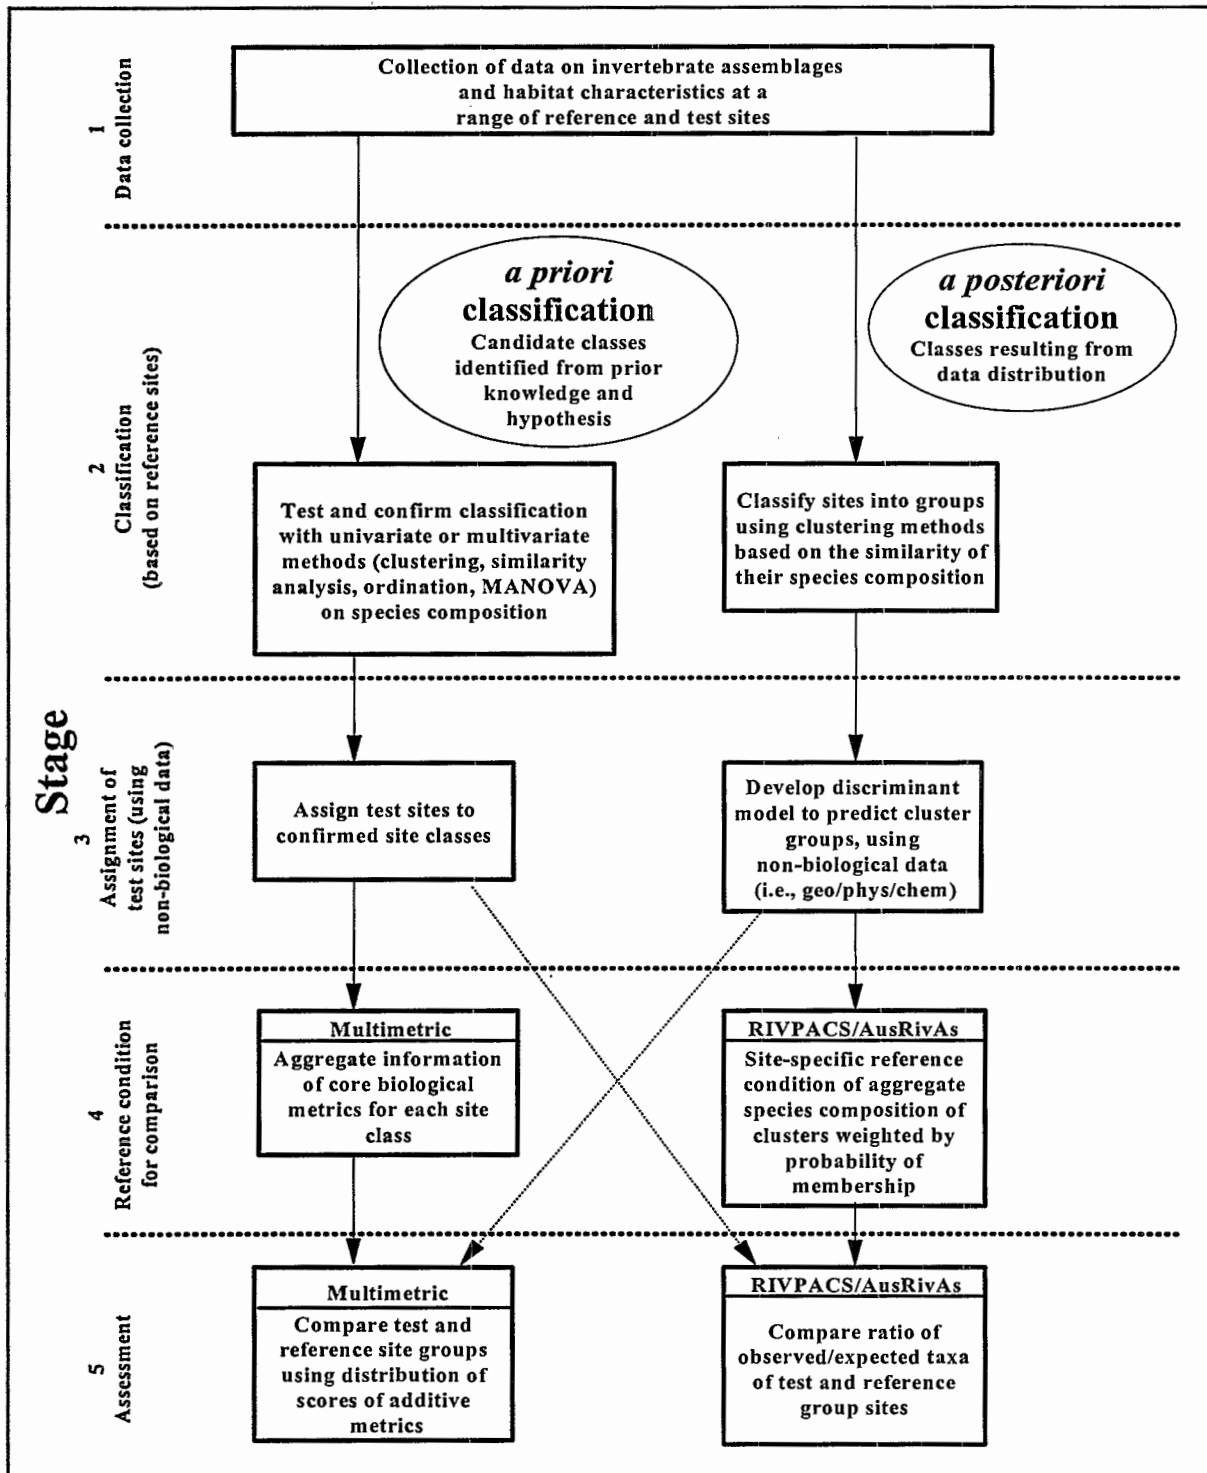 Stage
1
Data collection
Collection of data on invertebrate assemblages
and habitat characteristics at a
range of reference and test sites
2
Classification
(based on reference sites)
a priori
classification
Candidate classes
identified from prior
knowledge and
hypothesis
a posteriori
classification
Classes resulting from
data distribution
Test and confirm classification
with univariate or multivariate
methods (clustering, similarity
analysis, ordination, MANOVA)
on species composition
Classify sites into groups
using clustering methods
based on the similarity of
their species composition
3
Assignment of
test sites (using
non-biological data)
Assign test sites to
confirmed site classes
Develop discriminant
model to predict cluster
groups, using
non-biological data
(i.e., geo/phys/chem)
4
Reference condition
for comparison
Multimetric
Aggregate information
of core biological
metrics for each site
class
RIVPACS/AusRivAs
Site-specific reference
condition of aggregate
species composition of
clusters weighted by
probability of
membership
5
Assessment
Multimetric
Compare test and
reference site groups
using distribution of
scores of additive
metrics
RIVPACS/AusRivAs
Compare ratio of
observed/expected taxa
of test and reference
group sites